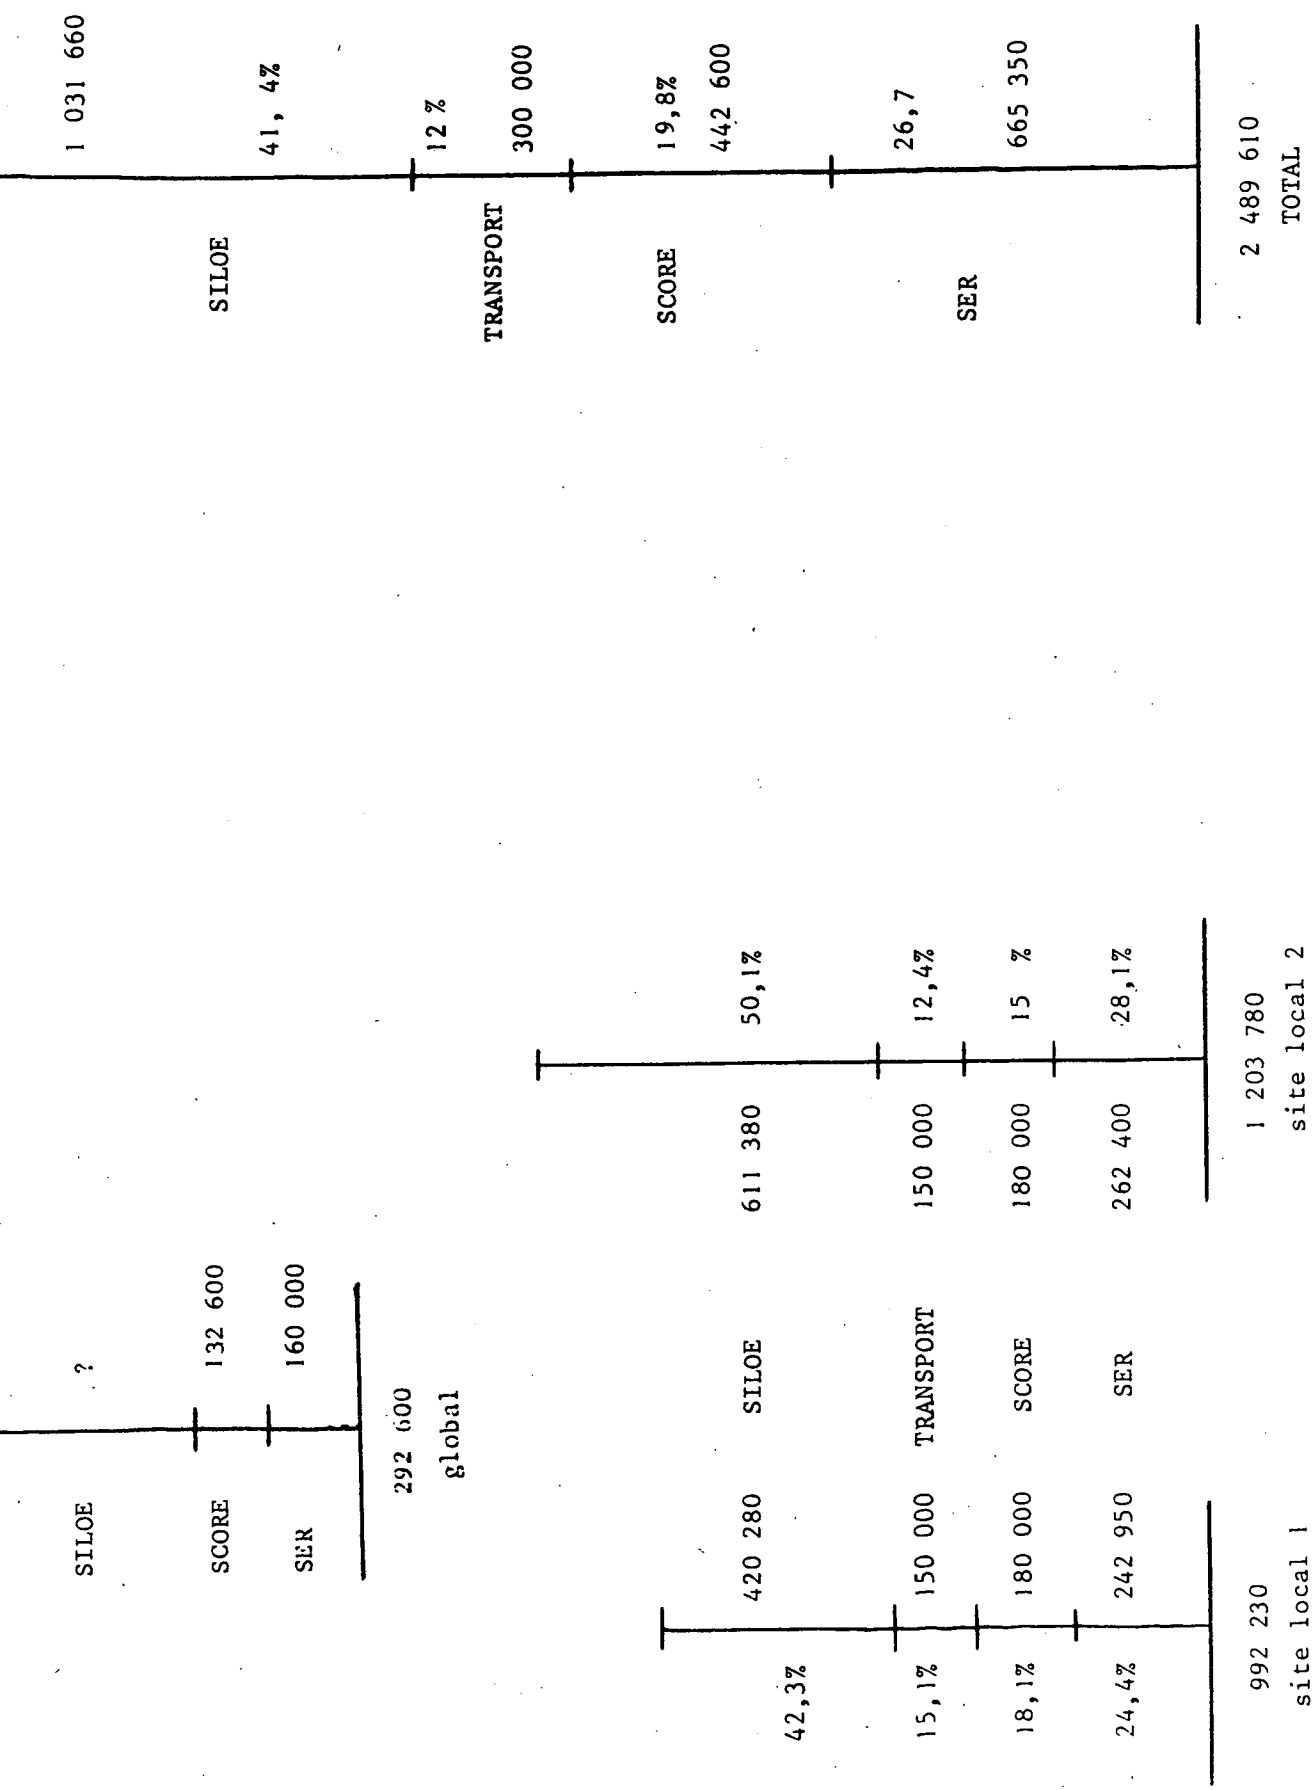 SILOE ?
SCORE 132 600
SER 160 000
292 600
global
1 031 660
SILOE
41,4%
12 %
TRANSPORT
300 000
SCORE
19,8%
442 600
26,7
SER
665 350
2 489 610
TOTAL
42,3% 420 280 SILOE 611 380 50,1%
15,1% 150 000 TRANSPORT 150 000 12,4%
18,1% 180 000 SCORE 180 000 15 %
24,4% 242 950 SER 262 400 28,1%
992 230 1 203 780
site local 1 site local 2